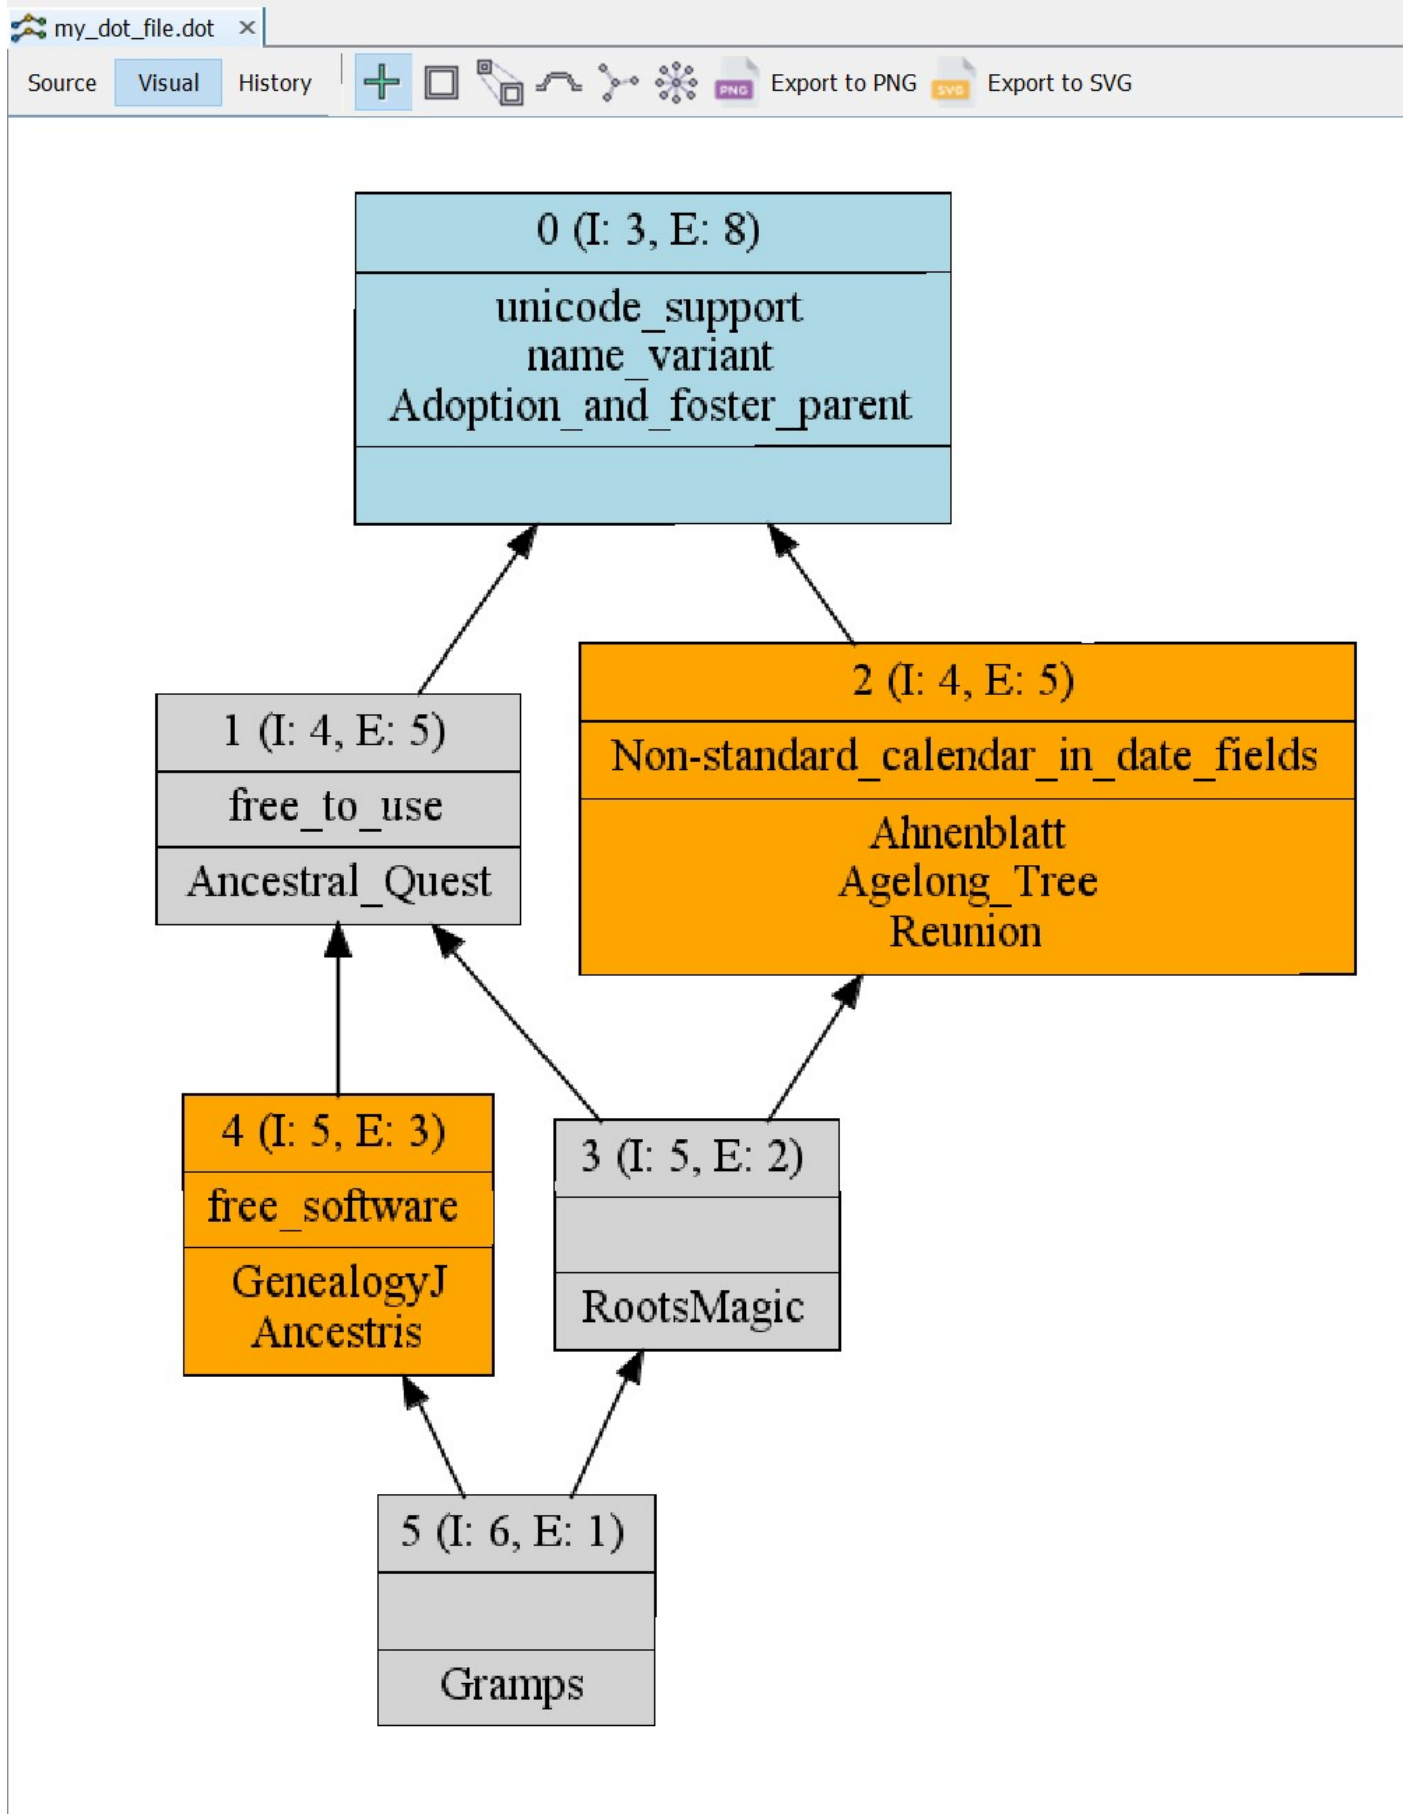 my_dot_file.dot
Source Visual History PNG Export to PNG SVG Export to SVG
0 (I: 3, E: 8)
unicode_support
name_variant
Adoption_and_foster_parent
1 (I: 4, E: 5)
free_to_use
Ancestral_Quest
2 (I: 4, E: 5)
Non-standard_calendar_in_date_fields
Ahnenblatt
Agelong_Tree
Reunion
4 (I: 5, E: 3)
free_software
GenealogyJ
Ancestris
3 (I: 5, E: 2)
RootsMagic
5 (I: 6, E: 1)
Gramps